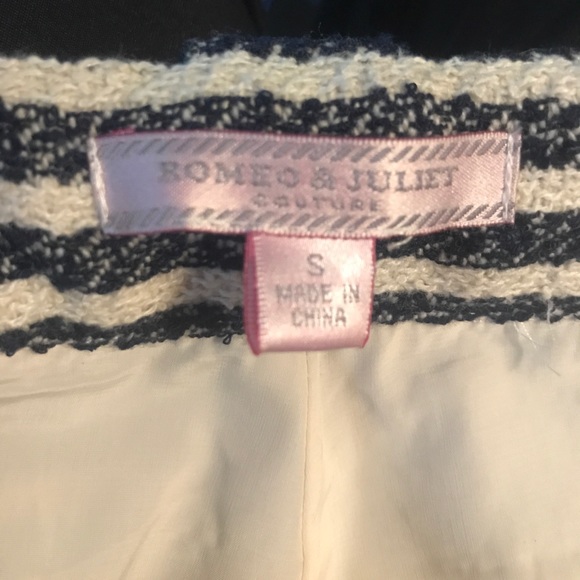 ROMEO & JULIET
COUTURE
S
MADE IN
CHINA